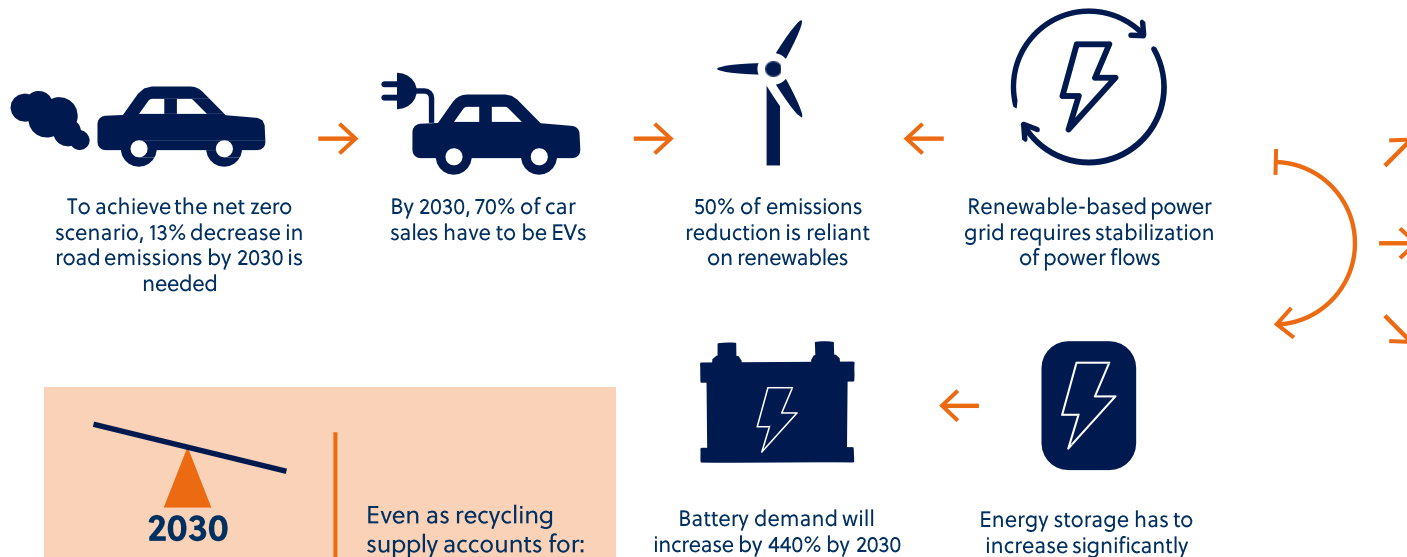 To achieve the net zero
scenario, 13% decrease in
road emissions by 2030 is
needed
By 2030, 70% of car
sales have to be EVs
50% of emissions
reduction is reliant
on renewables
Renewable-based power
grid requires stabilization
of power flows
2030
Even as recycling
supply accounts for:
Battery demand will
increase by 440% by 2030
Energy storage has to
increase significantly